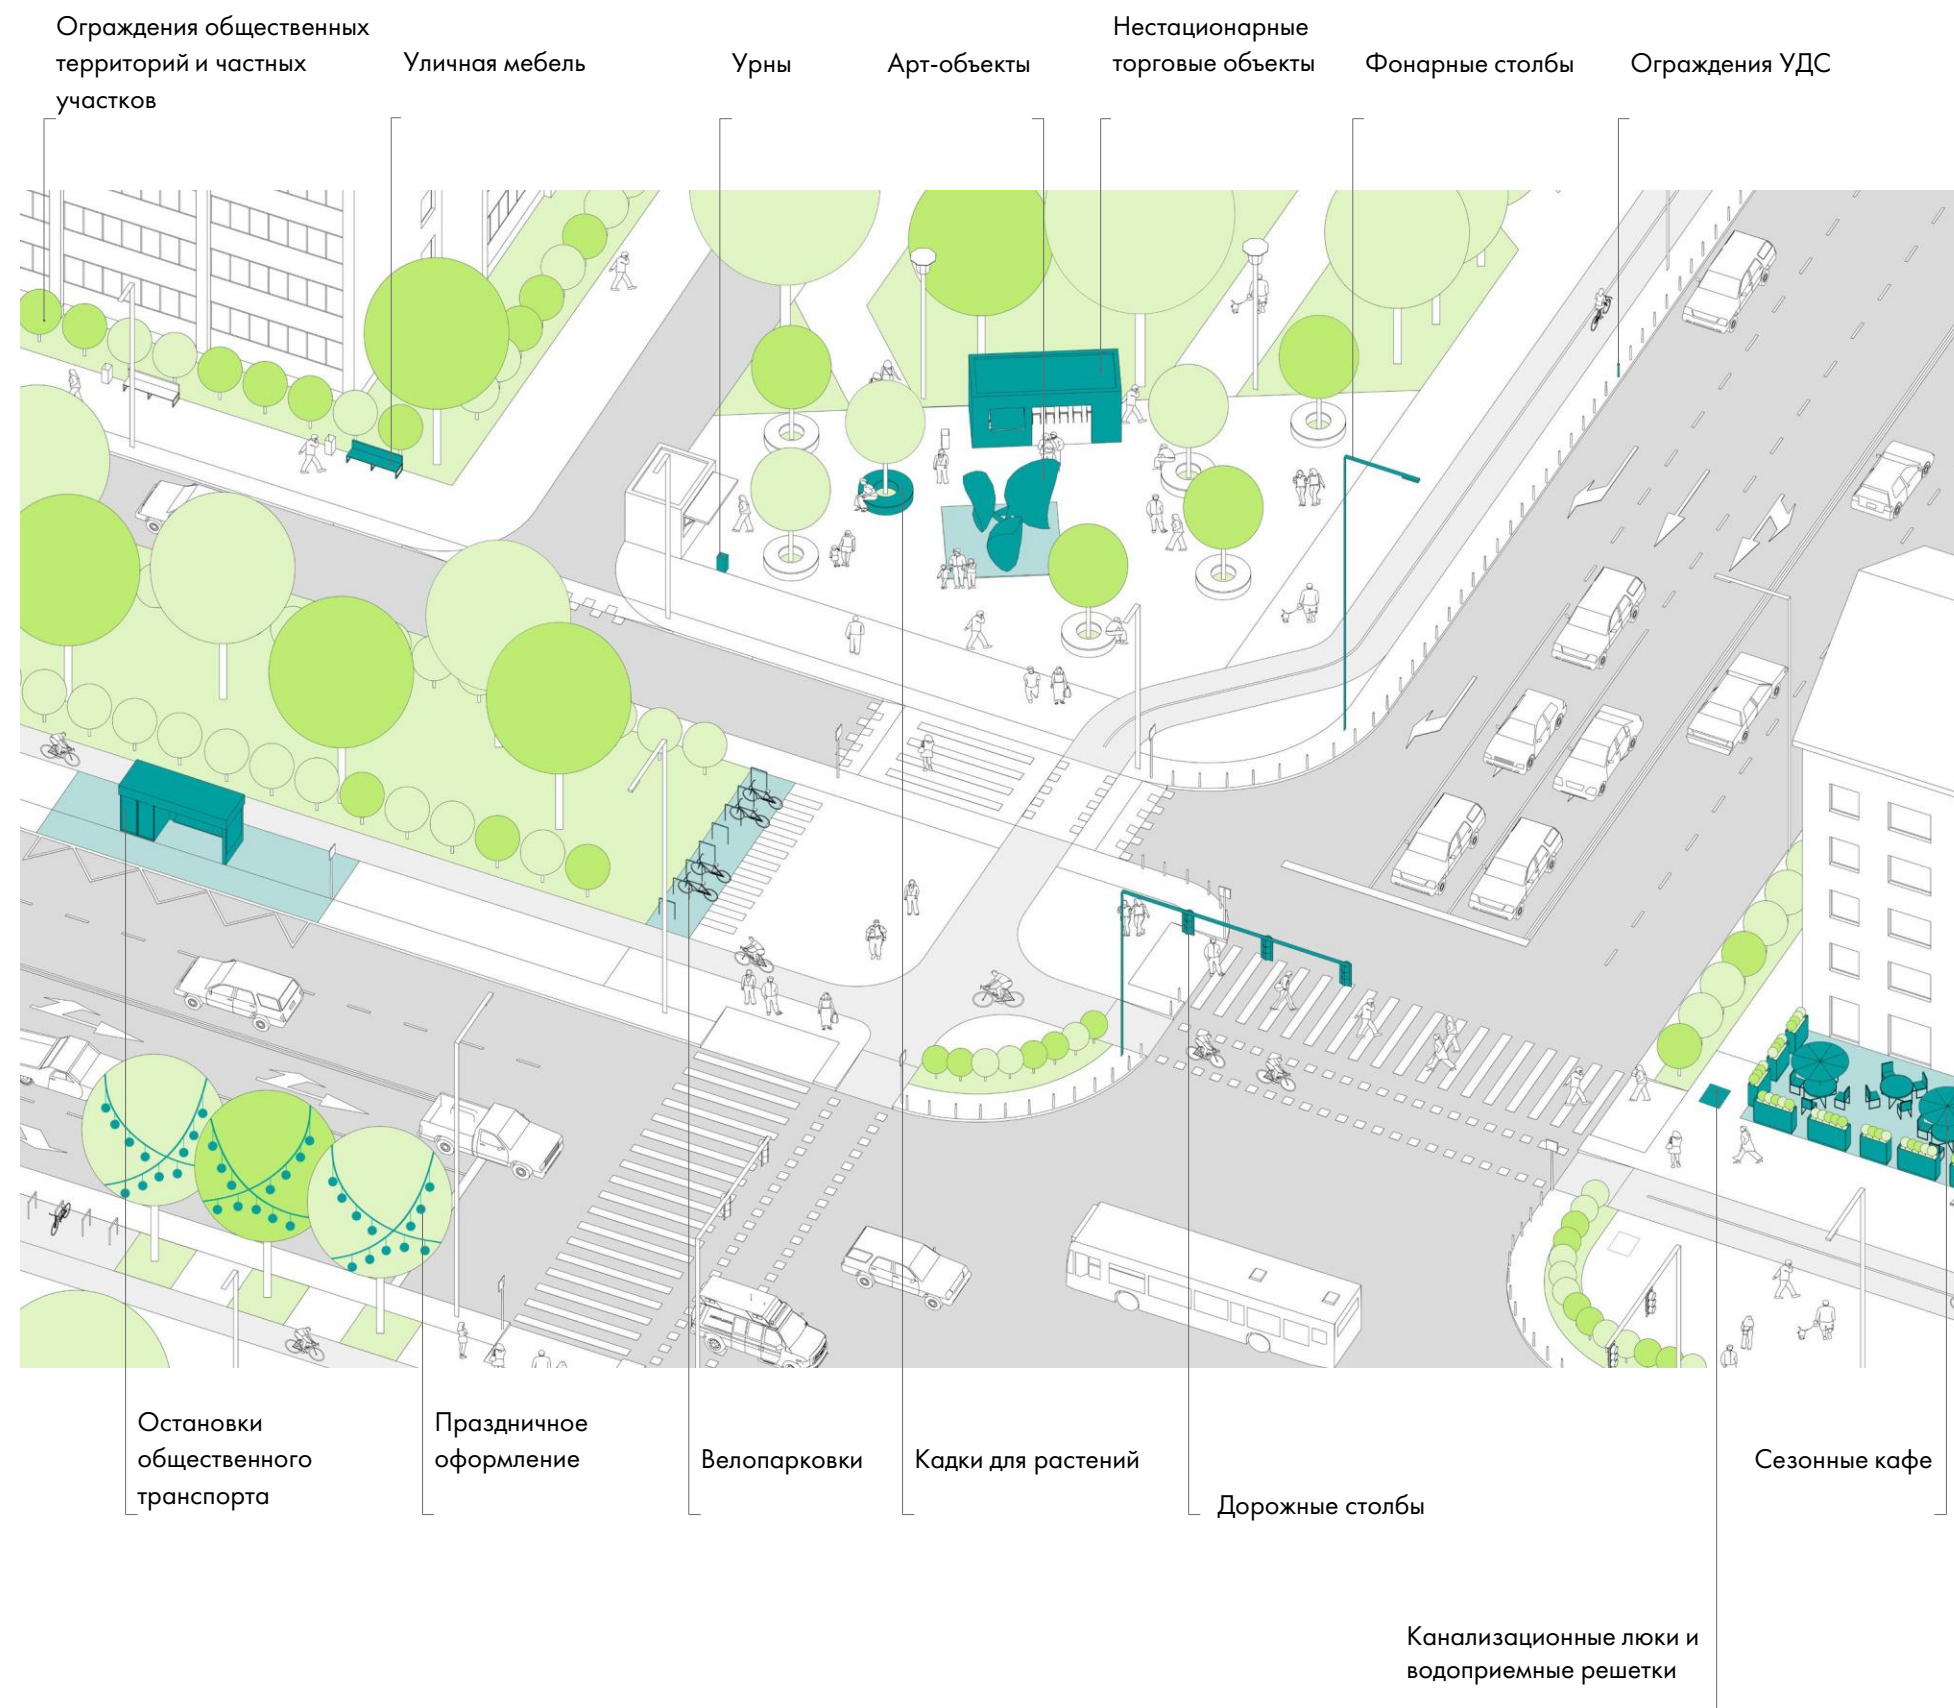 Ограждения общественных
территорий и частных
участков
Уличная мебель
Урны
Арт-объекты
Нестационарные
торговые объекты
Фонарные столбы
Ограждения УДС
Остановки
общественного
транспорта
Праздничное
оформление
Велопарковки
Кадки для растений
Дорожные столбы
Сезонные кафе
Канализационные люки и
водоприемные решетки